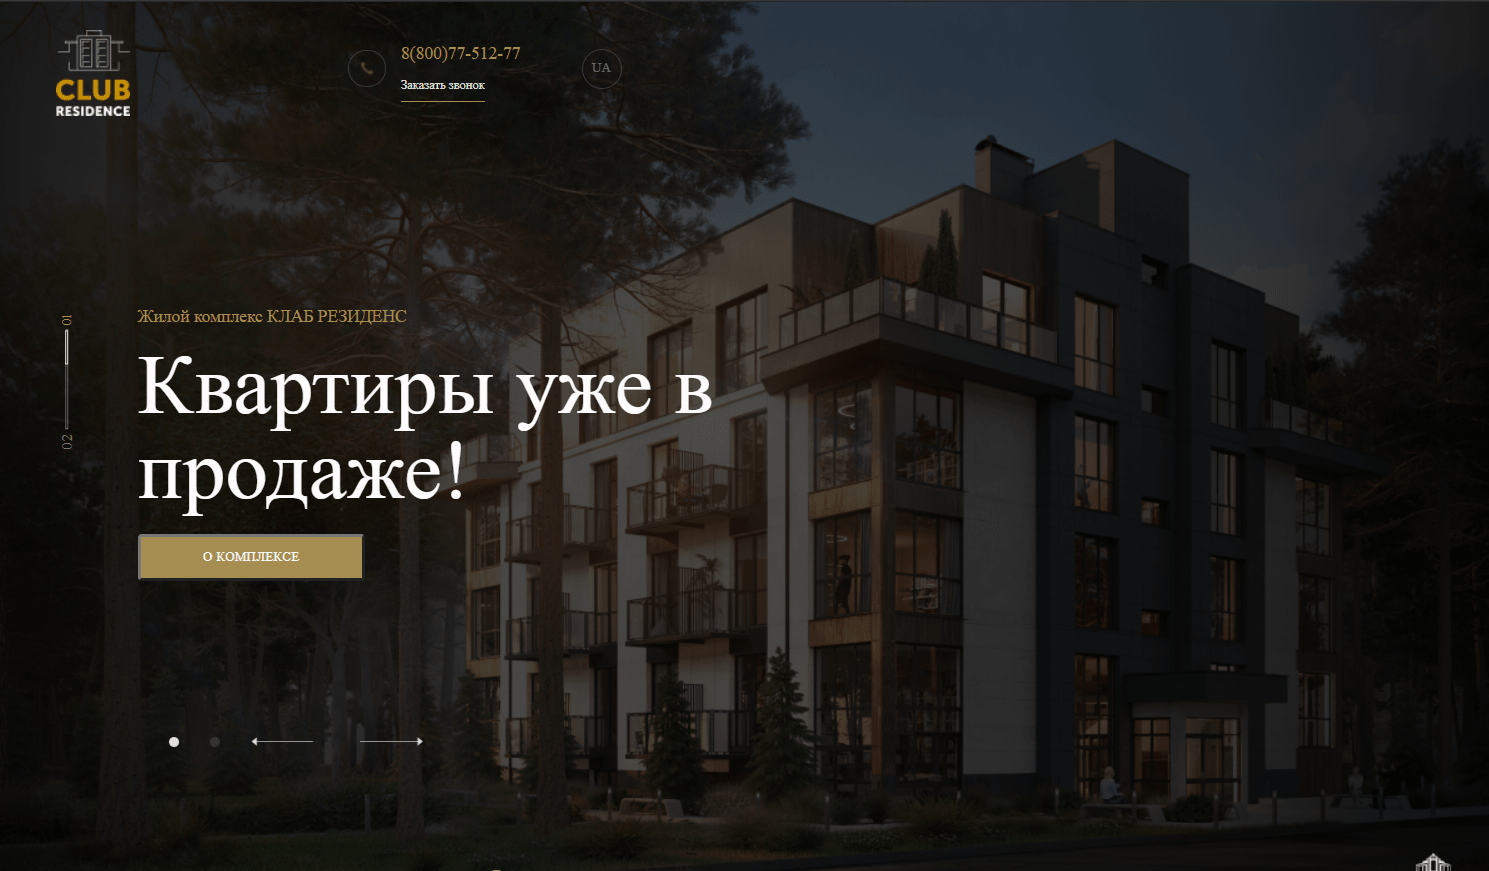 CLUB
RESIDENCE
8(800)77-512-77
Заказать звонок
UA
01
02
Жилой комплекс КЛАБ РЕЗИДЕНС
Квартиры уже в
продаже!
О КОМПЛЕКСЕ